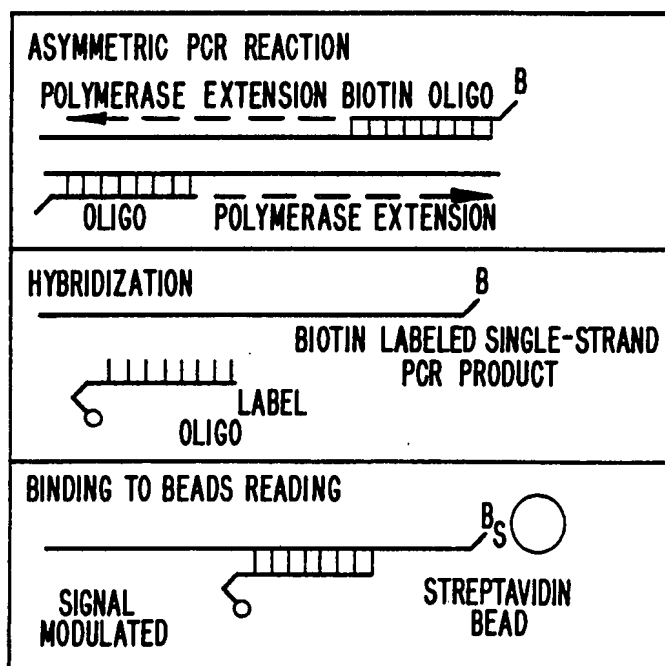 ASYMMETRIC PCR REACTION
POLYMERASE EXTENSION BIOTIN OLIGO B
OLIGO POLYMERASE EXTENSION
HYBRIDIZATION B
BIOTIN LABELED SINGLE-STRAND
PCR PRODUCT
LABEL
OLIGO
BINDING TO BEADS READING
B
S
SIGNAL
MODULATED
STREPTAVIDIN
BEAD